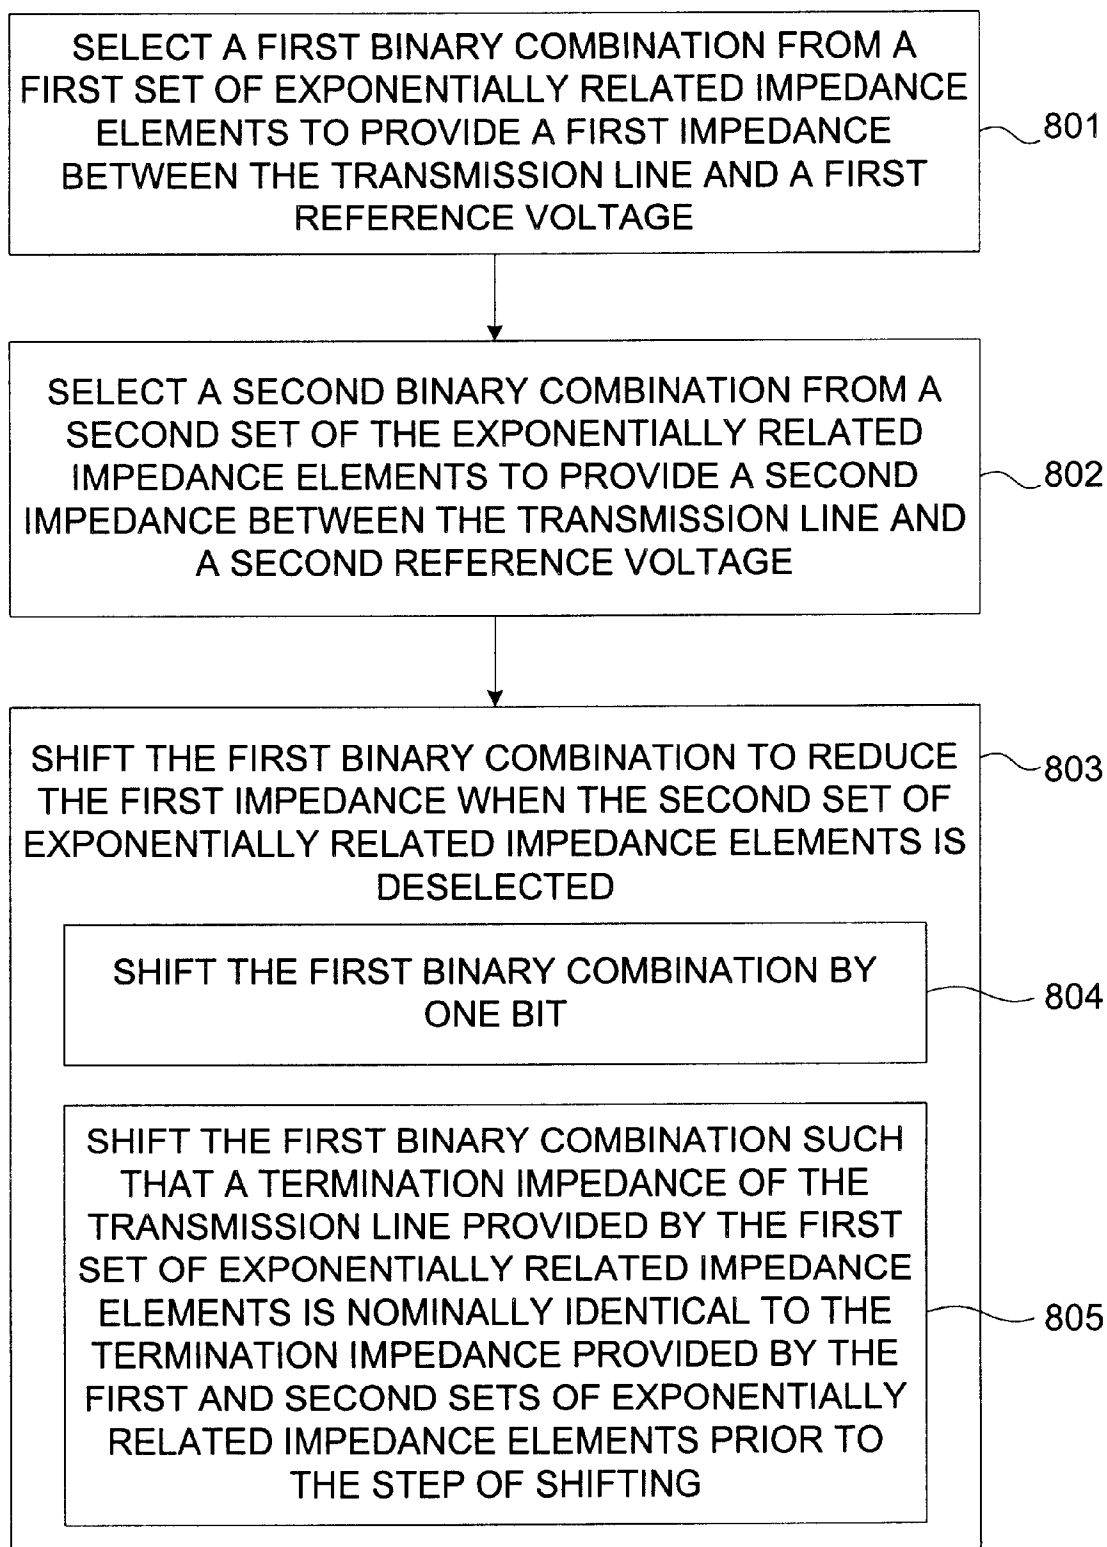 SELECT A FIRST BINARY COMBINATION FROM A
FIRST SET OF EXPONENTIALLY RELATED IMPEDANCE
ELEMENTS TO PROVIDE A FIRST IMPEDANCE
BETWEEN THE TRANSMISSION LINE AND A FIRST
REFERENCE VOLTAGE
801
SELECT A SECOND BINARY COMBINATION FROM A
SECOND SET OF THE EXPONENTIALLY RELATED
IMPEDANCE ELEMENTS TO PROVIDE A SECOND
IMPEDANCE BETWEEN THE TRANSMISSION LINE AND
A SECOND REFERENCE VOLTAGE
802
SHIFT THE FIRST BINARY COMBINATION TO REDUCE
THE FIRST IMPEDANCE WHEN THE SECOND SET OF
EXPONENTIALLY RELATED IMPEDANCE ELEMENTS IS
DESELECTED
803
SHIFT THE FIRST BINARY COMBINATION BY
ONE BIT
804
SHIFT THE FIRST BINARY COMBINATION SUCH
THAT A TERMINATION IMPEDANCE OF THE
TRANSMISSION LINE PROVIDED BY THE FIRST
SET OF EXPONENTIALLY RELATED IMPEDANCE
ELEMENTS IS NOMINALLY IDENTICAL TO THE
TERMINATION IMPEDANCE PROVIDED BY THE
FIRST AND SECOND SETS OF EXPONENTIALLY
RELATED IMPEDANCE ELEMENTS PRIOR TO
THE STEP OF SHIFTING
805